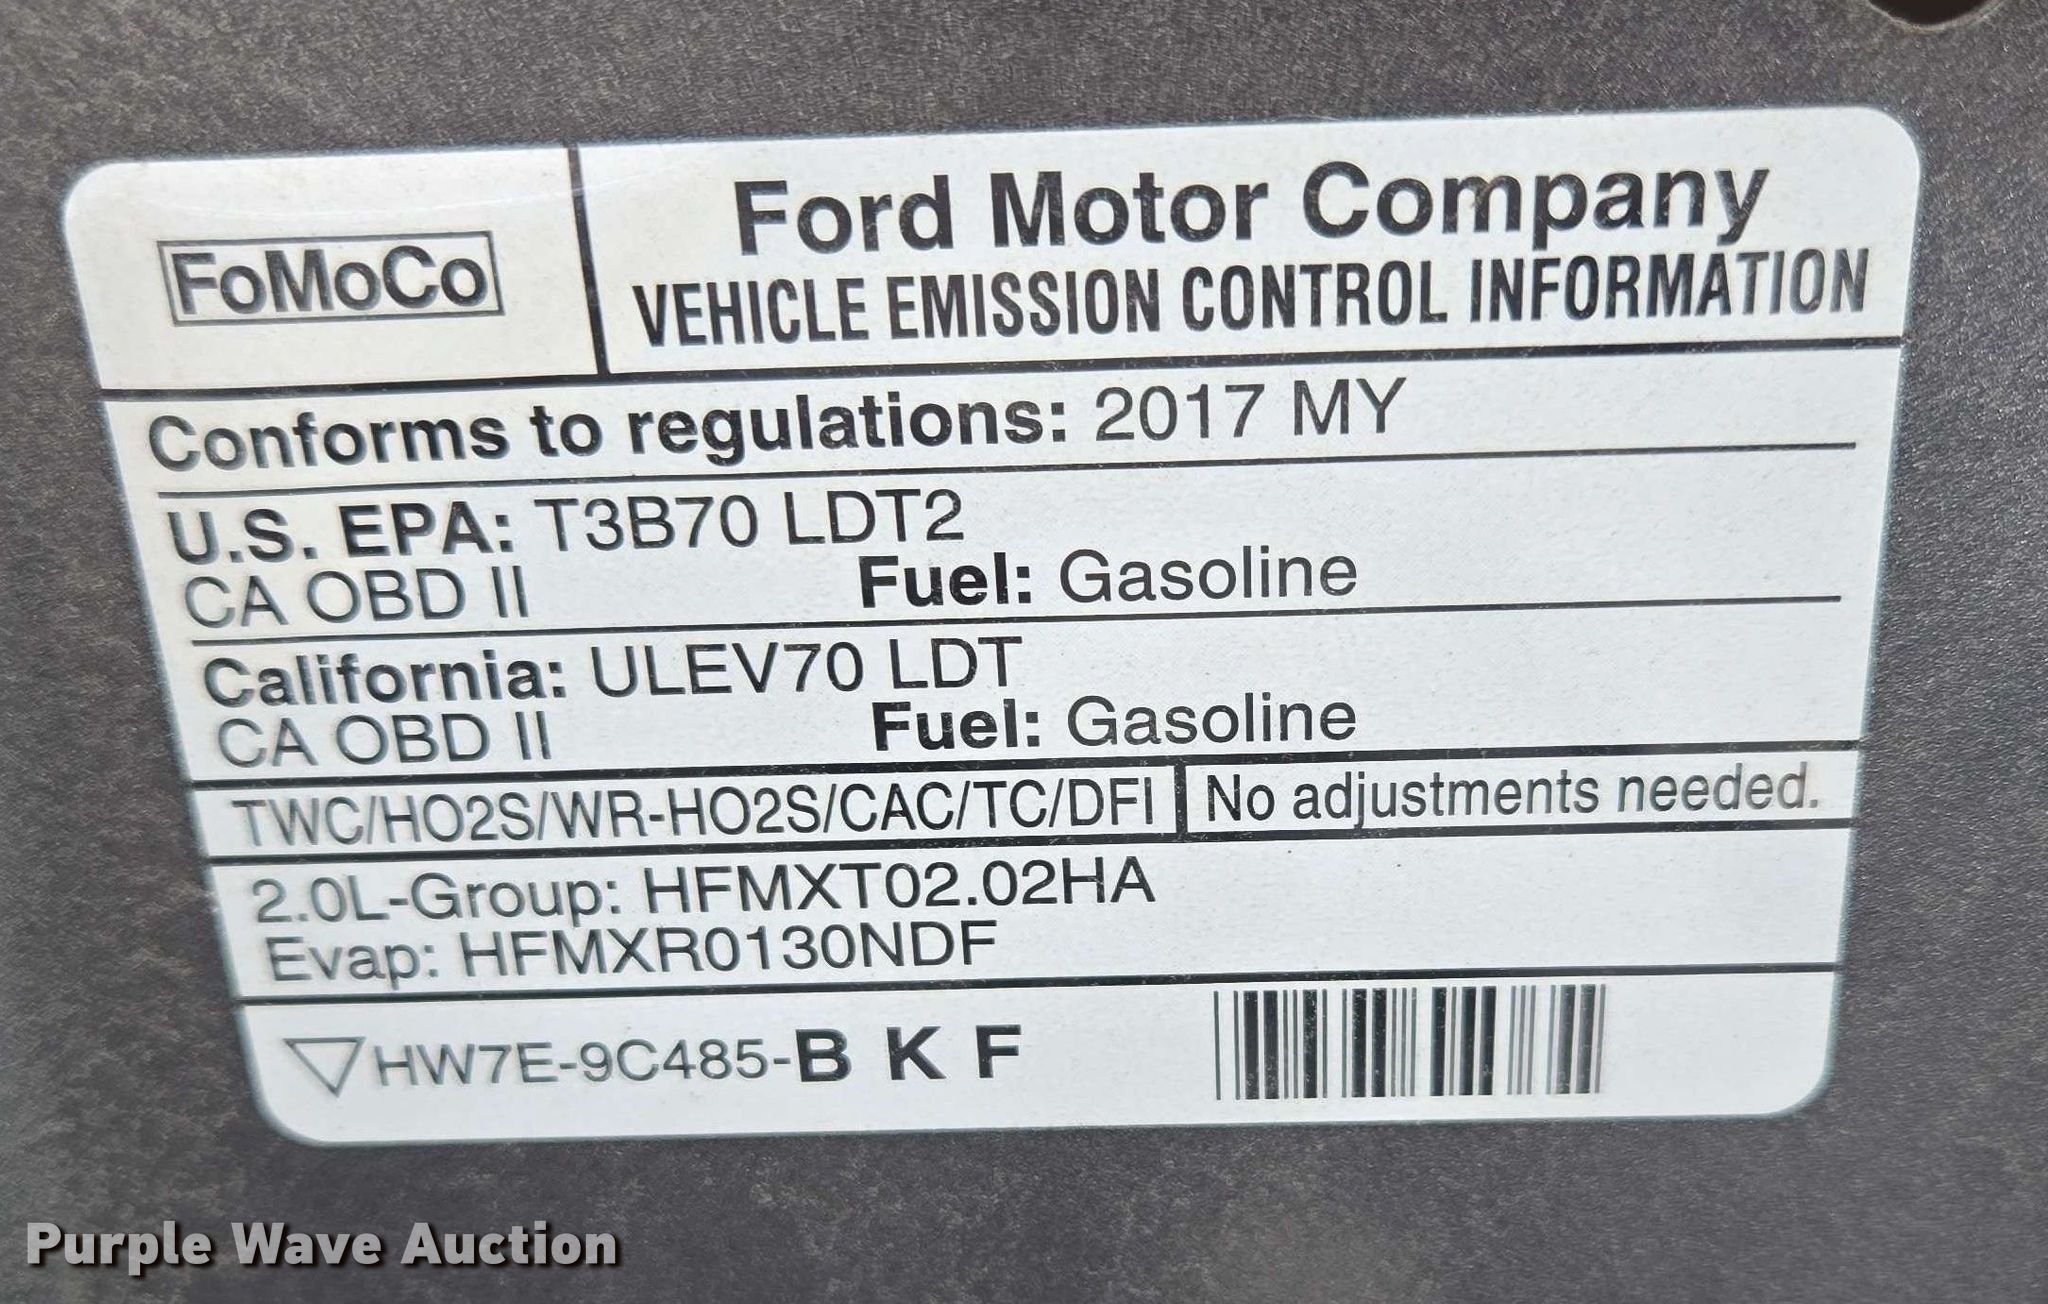 FoMoCo
Ford Motor Company
VEHICLE EMISSION CONTROL INFORMATION
Conforms to regulations: 2017 MY
U.S. EPA: T3B70 LDT2
CA OBD II Fuel: Gasoline
California: ULEV70 LDT
CA OBD II Fuel: Gasoline
TWC/HO2S/WR-HO2S/CAC/TC/DFI No adjustments needed.
2.0L-Group: HFMXT02.02HA
Evap: HFMXR0130NDF
HW7E-9C485-B K F
Purple Wave Auction